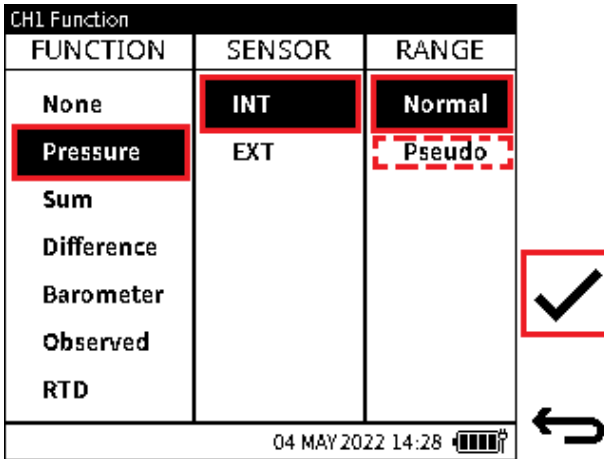 CH1 Function
FUNCTION SENSOR RANGE
None INT Normal
Pressure EXT Pseudo
Sum
Difference
Barometer
Observed
RTD
04 MAY 2022 14:28